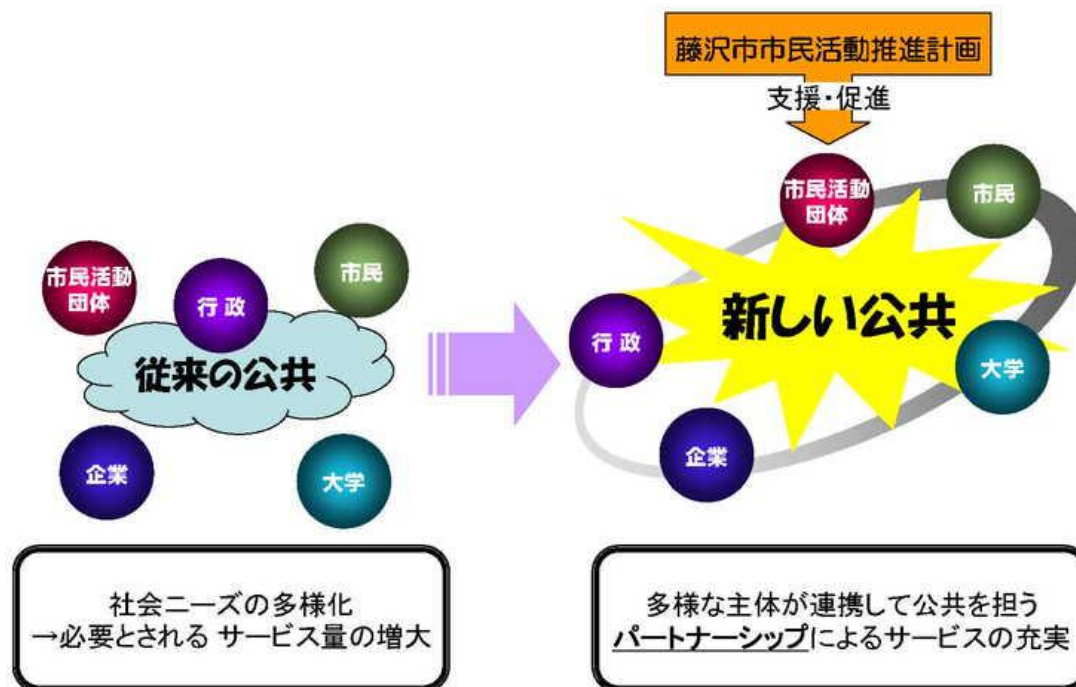 藤沢市市民活動推進計画
支援・促進
市民活動
団体
市民
行政
新しい公共
大学
企業
市民活動
団体
行政
市民
従来の公共
企業
大学
社会ニーズの多様化
→必要とされる サービス量の増大
多様な主体が連携して公共を担う
パートナーシップによるサービスの充実